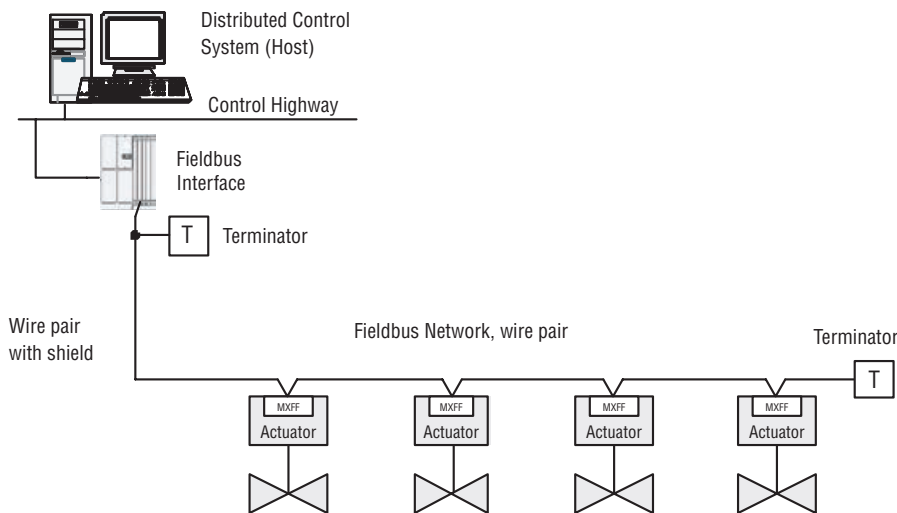 Distributed Control
System (Host)
Control Highway
Fieldbus
Interface
T
Terminator
Wire pair
with shield
Fieldbus Network, wire pair
Terminator
T
MXFF
Actuator
MXFF
Actuator
MXFF
Actuator
MXFF
Actuator